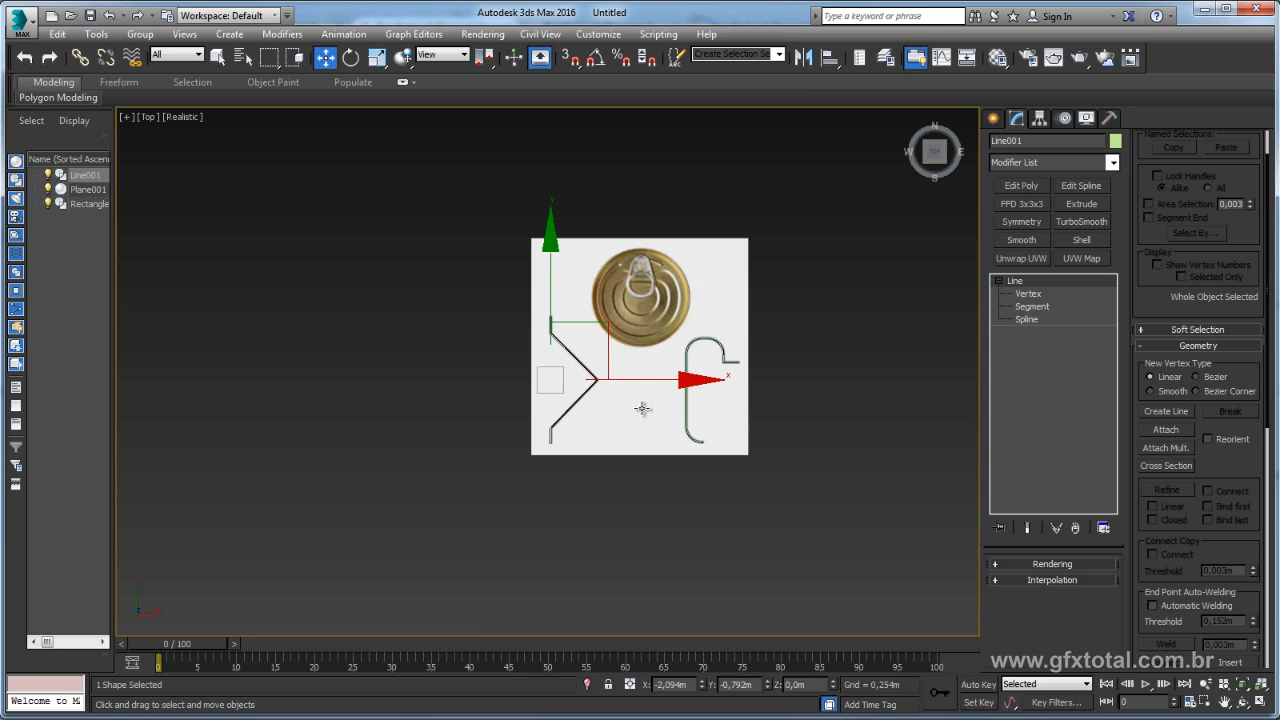 MAX
Workspace: Default
Autodesk 3ds Max 2016 Untitled
Type a keyword or phrase
Sign In
Edit Tools Group Views Create Modifiers Animation Graph Editors Rendering Civil View Customize Scripting Help
All
View
Create Selection Se
Modeling Freeform Selection Object Paint Populate
Polygon Modeling
Select Display
Name (Sorted Ascen
Line001
Plane001
Rectangle
[+] [Top] [Realistic]
N
W TOP E
S
y
x
Line001
Modifier List
Edit Poly Edit Spline
FFD 3x3x3 Extrude
Symmetry TurboSmooth
Smooth Shell
Unwrap UVW UVW Map
Line
Vertex
Segment
Spline
+ Rendering
+ Interpolation
Named Selections:
Copy Paste
Lock Handles
Alike All
Area Selection: 0,003
Segment End
Select By...
Display
Show Vertex Numbers
Selected Only
Whole Object Selected
+ Soft Selection
- Geometry
New Vertex Type
Linear Bezier
Smooth Bezier Corner
Create Line Break
Attach
Reorient
Attach Mult.
Cross Section
Refine Connect
Linear Bind first
Closed Bind last
Connect Copy
Connect
Threshold 0,003m
End Point Auto-Welding
Automatic Welding
Threshold 0,152m
Weld 0,003m
Insert
< 0 / 100 >
0 5 10 15 20 25 30 35 40 45 50 55 60 65 70 75 80 85 90 95 100
www.gfxtotal.com.br
Welcome to M
1 Shape Selected
X: -2,094m Y: -0,792m Z: 0,0m Grid = 0,254m
Auto Key Selected
Click and drag to select and move objects
Add Time Tag
Set Key Key Filters...
0